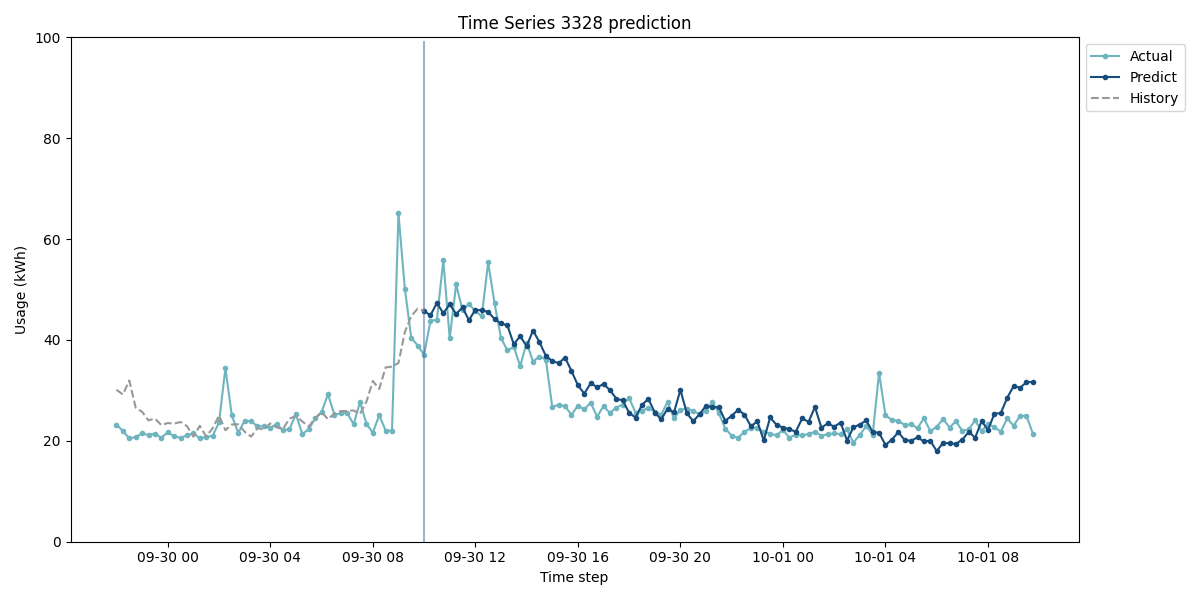 Time Series 3328 prediction
100
80
60
40
20
0
Usage (kWh)
09-30 00
09-30 04
09-30 08
09-30 12
09-30 16
09-30 20
10-01 00
10-01 04
10-01 08
Time step
Actual
Predict
History